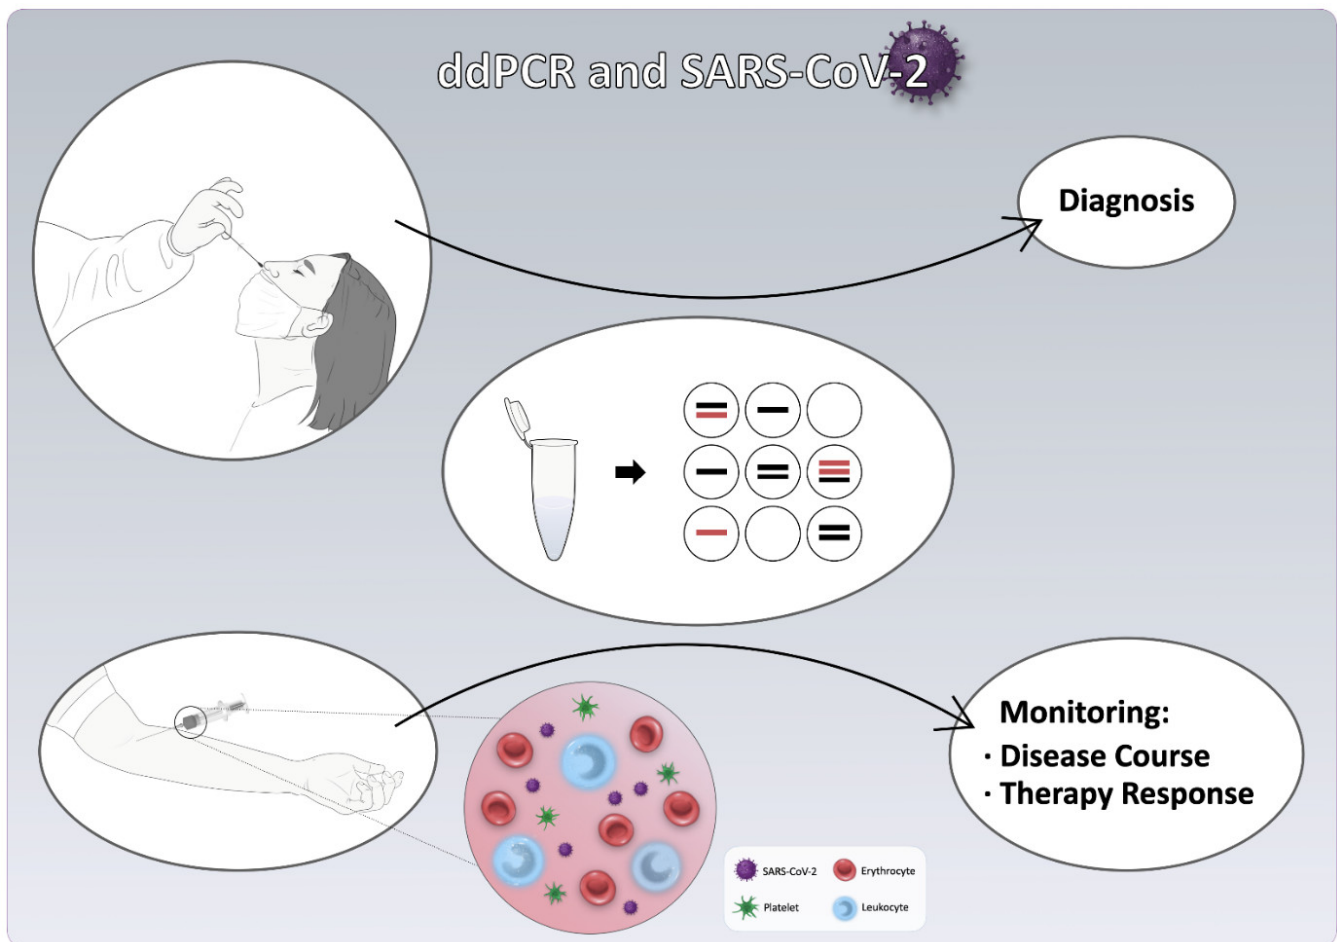 ddPCR and SARS-CoV-2
Diagnosis
Monitoring:
· Disease Course
· Therapy Response
SARS-CoV-2
Erythrocyte
Platelet
Leukocyte